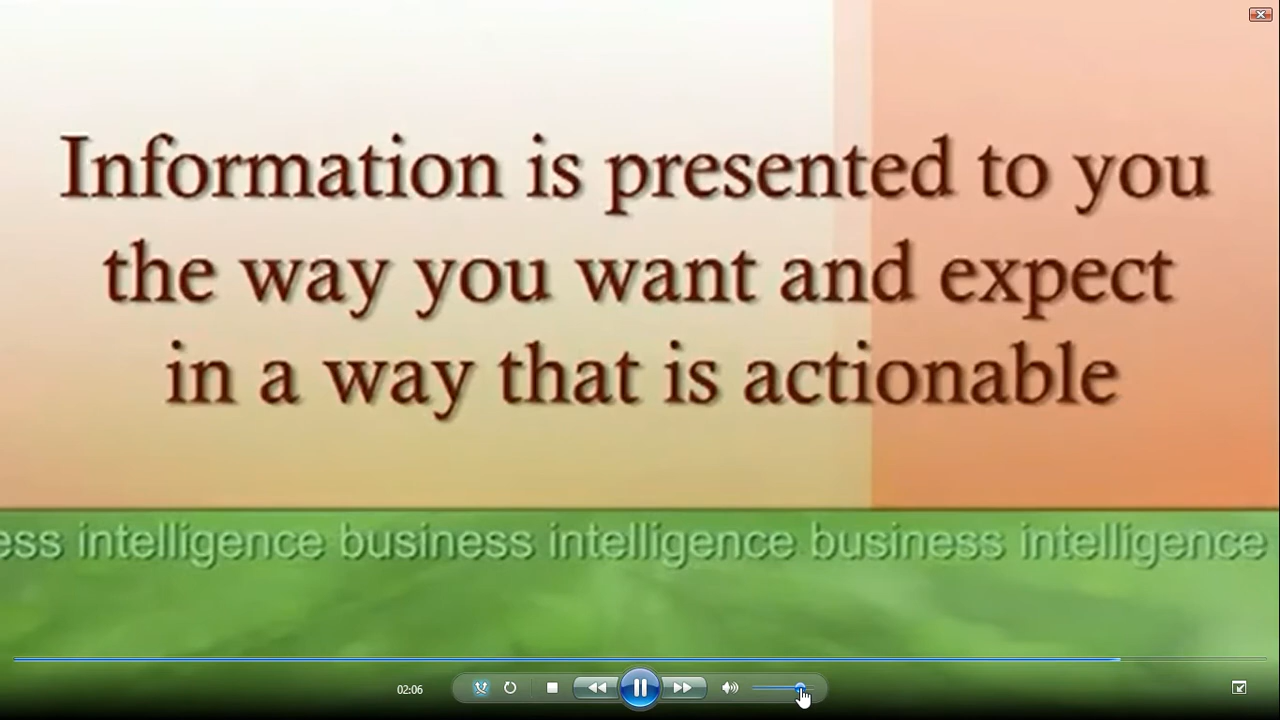 Information is presented to you
the way you want and expect
in a way that is actionable
ess intelligence business intelligence business intelligence
02:06